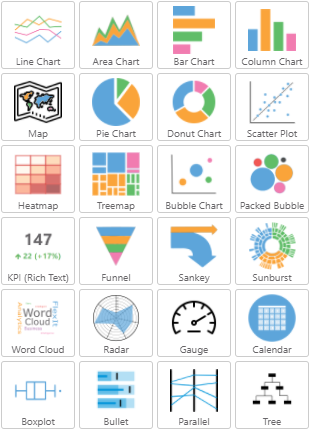 Line Chart
Area Chart
Bar Chart
Column Chart
Map
Pie Chart
Donut Chart
Scatter Plot
Heatmap
Treemap
Bubble Chart
Packed Bubble
147
22 (+17%)
KPI (Rich Text)
Funnel
Sankey
Sunburst
Word
Cloud
Word Cloud
Radar
Gauge
Calendar
Boxplot
Bullet
Parallel
Tree